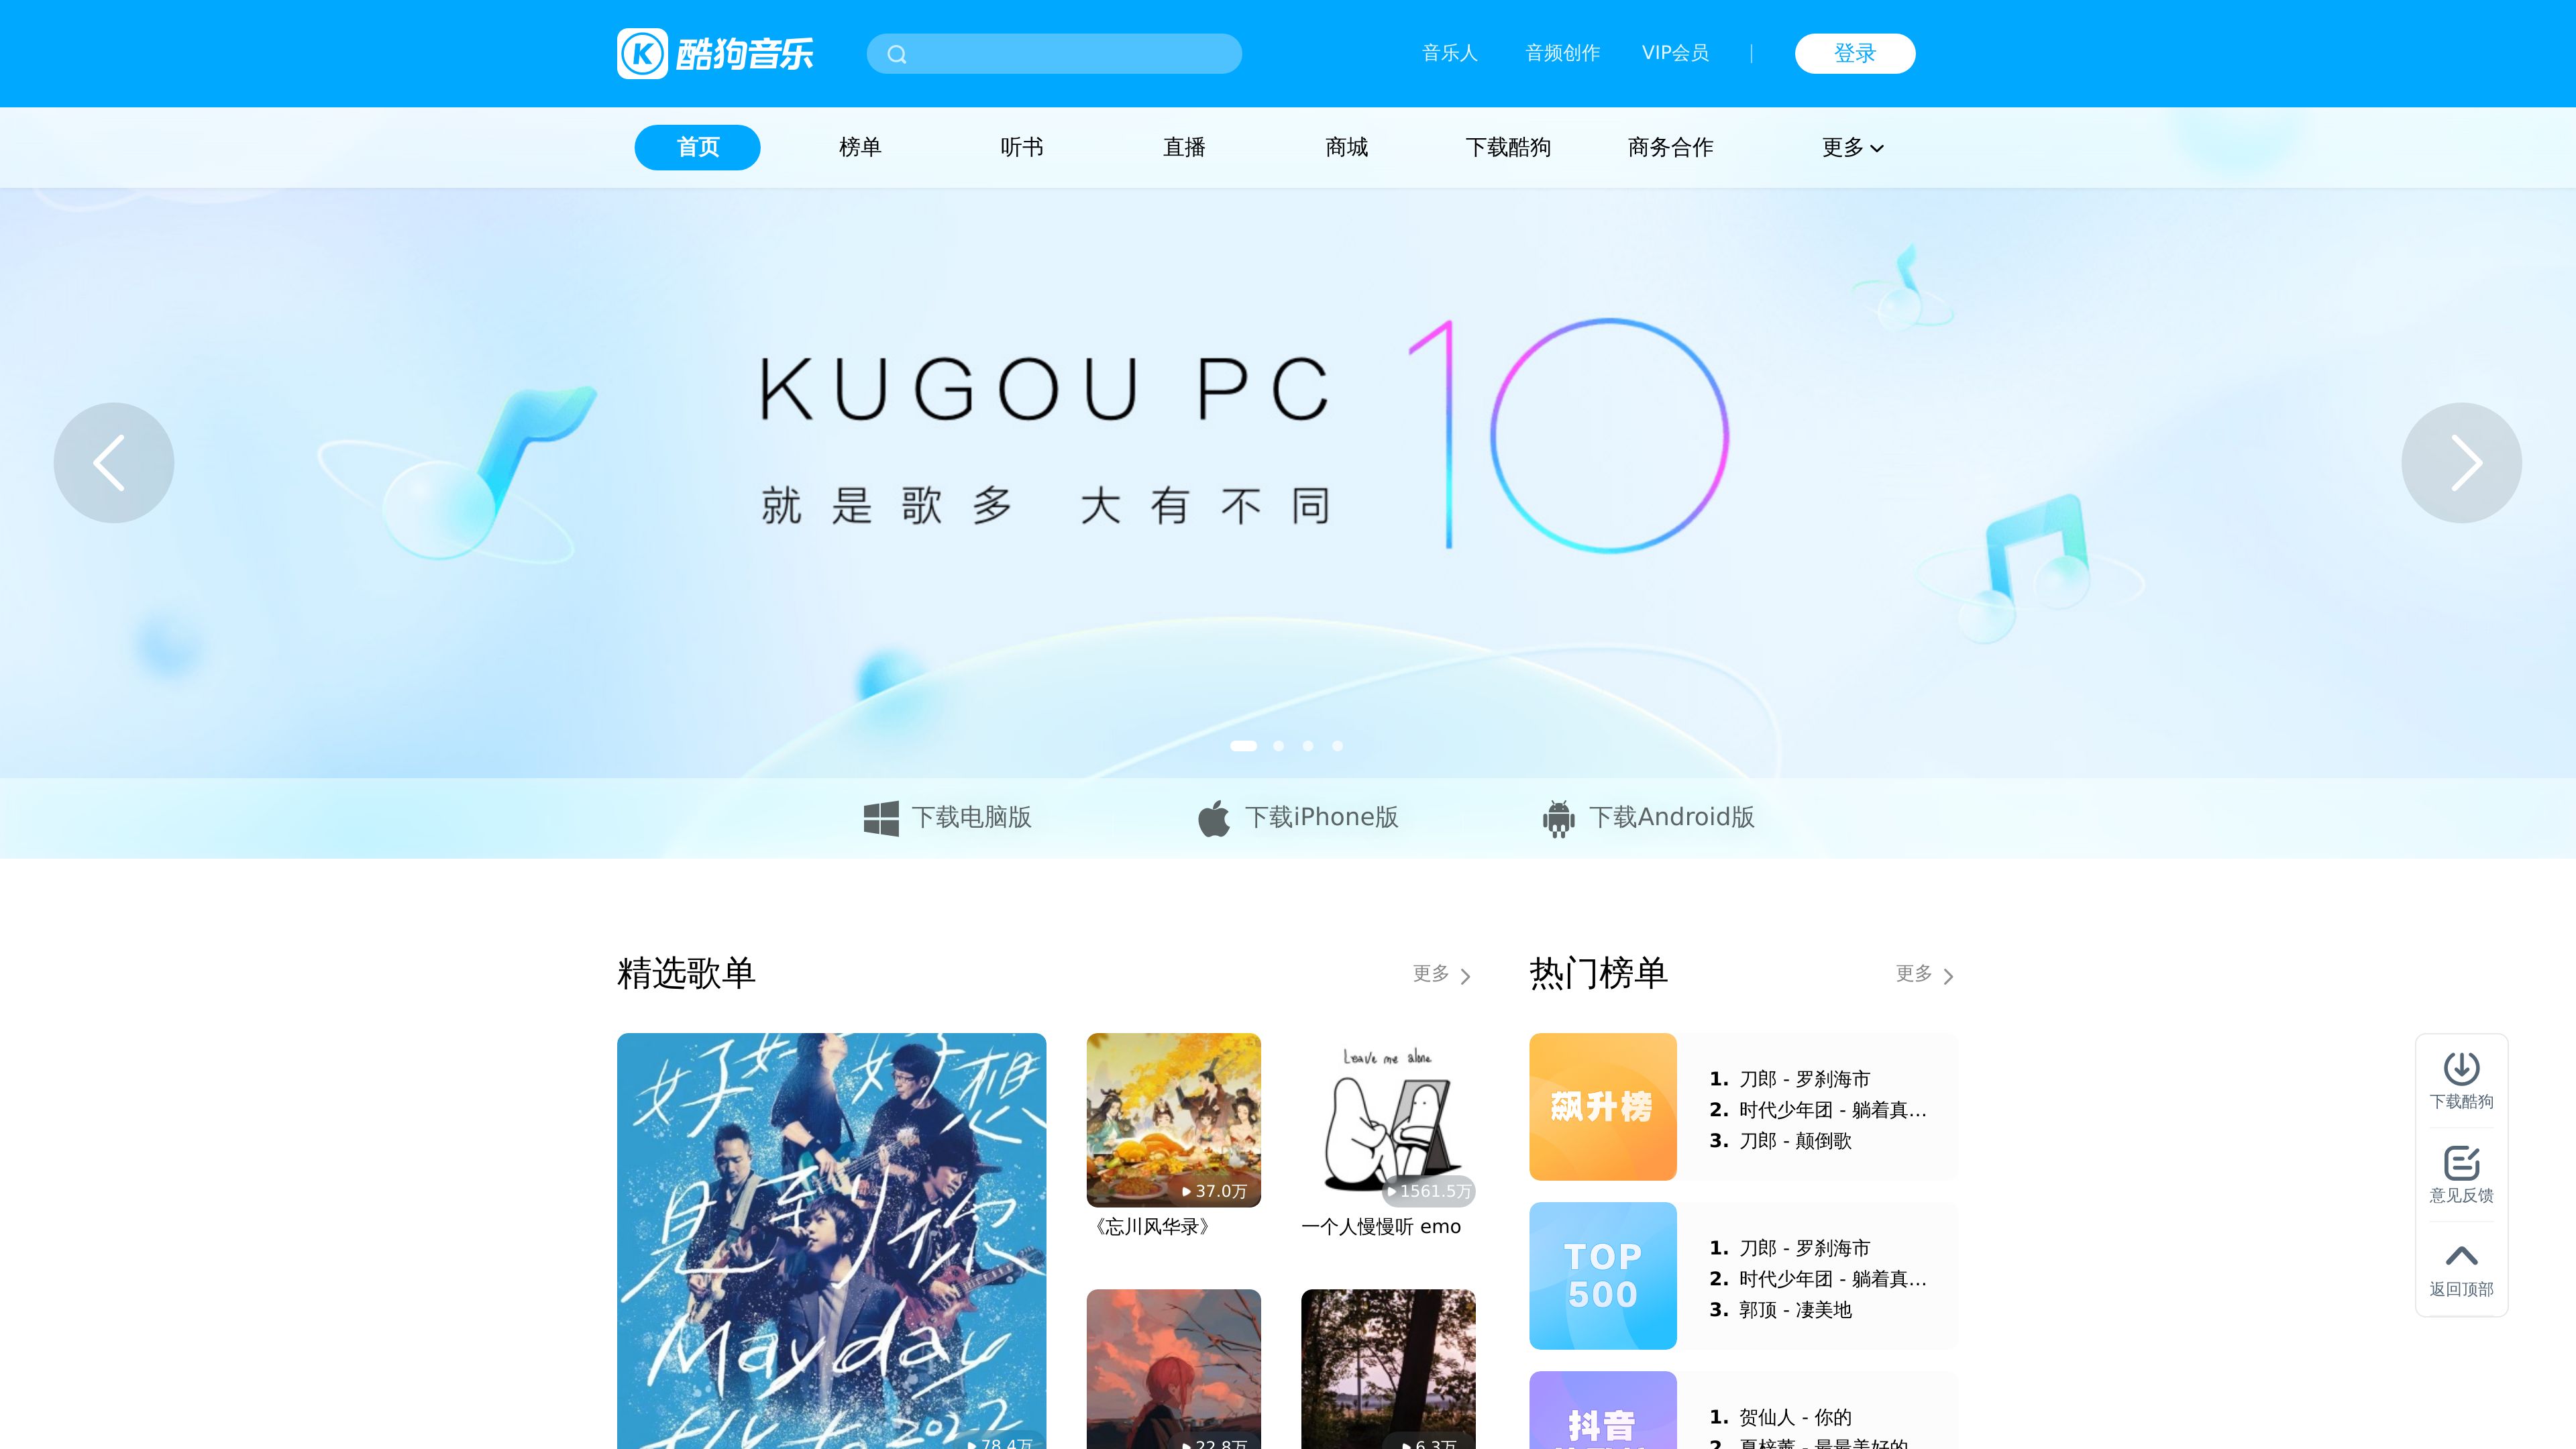 酷狗音乐
音乐人 音频创作 VIP会员 | 登录
首页 榜单 听书 直播 商城 下载酷狗 商务合作 更多
KUGOU PC 10
就是歌多 大有不同
下载电脑版 下载iPhone版 下载Android版
精选歌单 更多
好好好想
見到你
Mayday
fly to 2022
78.4万
Leave me alone
37.0万
1561.5万
《忘川风华录》
一个人慢慢听 emo
22.8万
6.3万
热门榜单 更多
飙升榜
1. 刀郎 - 罗刹海市
2. 时代少年团 - 躺着真…
3. 刀郎 - 颠倒歌
TOP
500
1. 刀郎 - 罗刹海市
2. 时代少年团 - 躺着真…
3. 郭顶 - 凄美地
抖音
1. 贺仙人 - 你的
下载酷狗
意见反馈
返回顶部